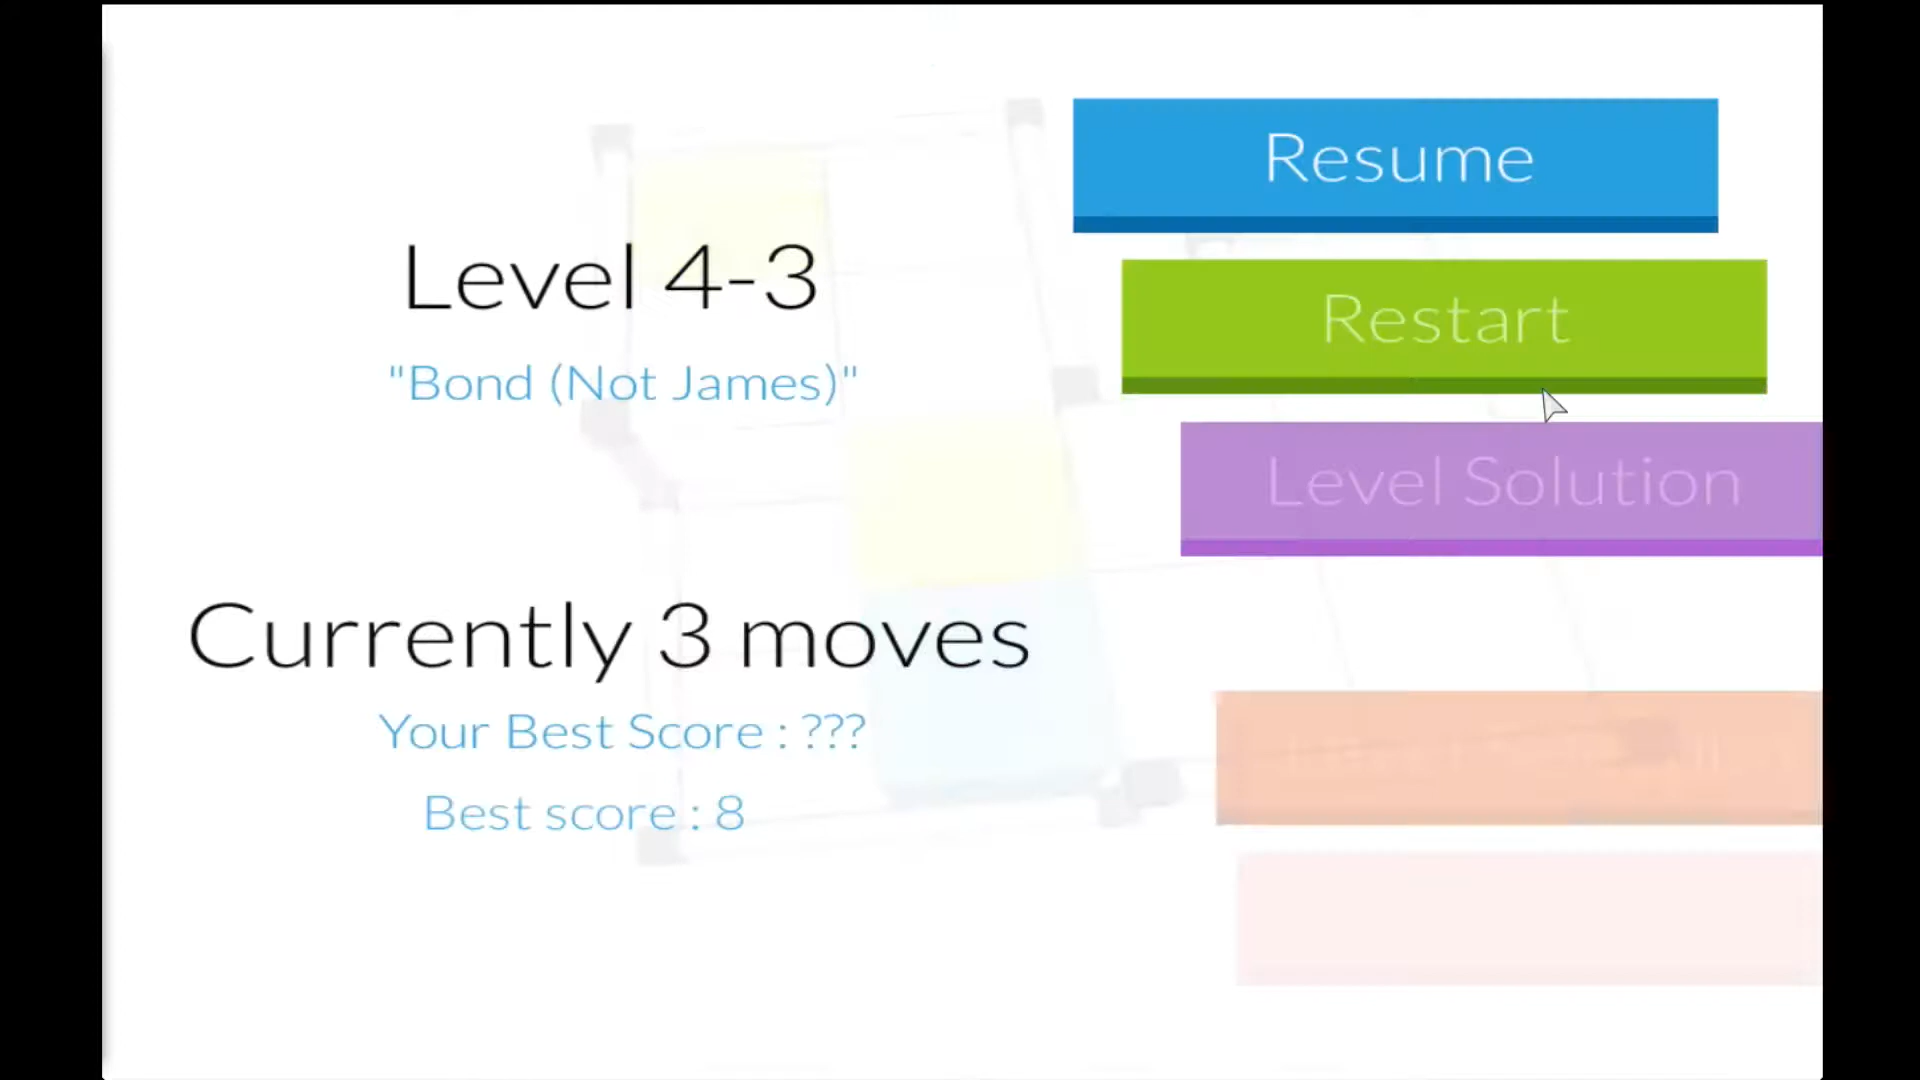 Level 4-3
"Bond (Not James)"
Currently 3 moves
Your Best Score : ???
Best score : 8
Resume
Restart
Level Solution